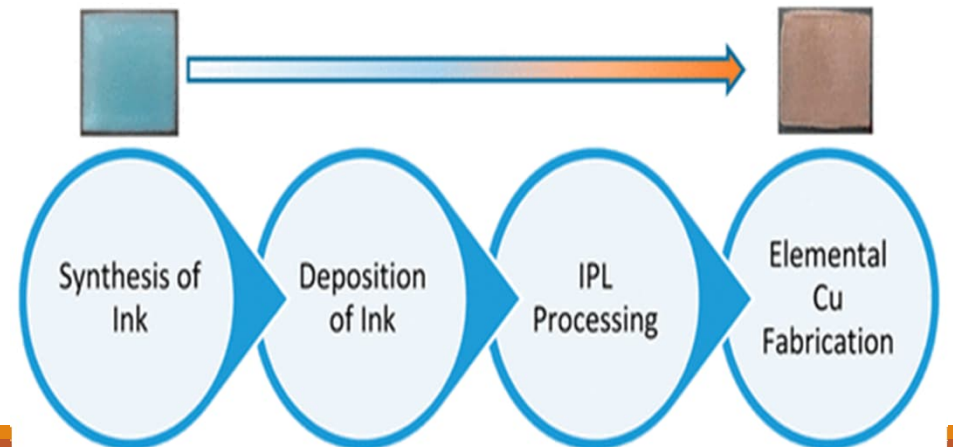 Synthesis of
Ink
Deposition
of Ink
IPL
Processing
Elemental
Cu
Fabrication